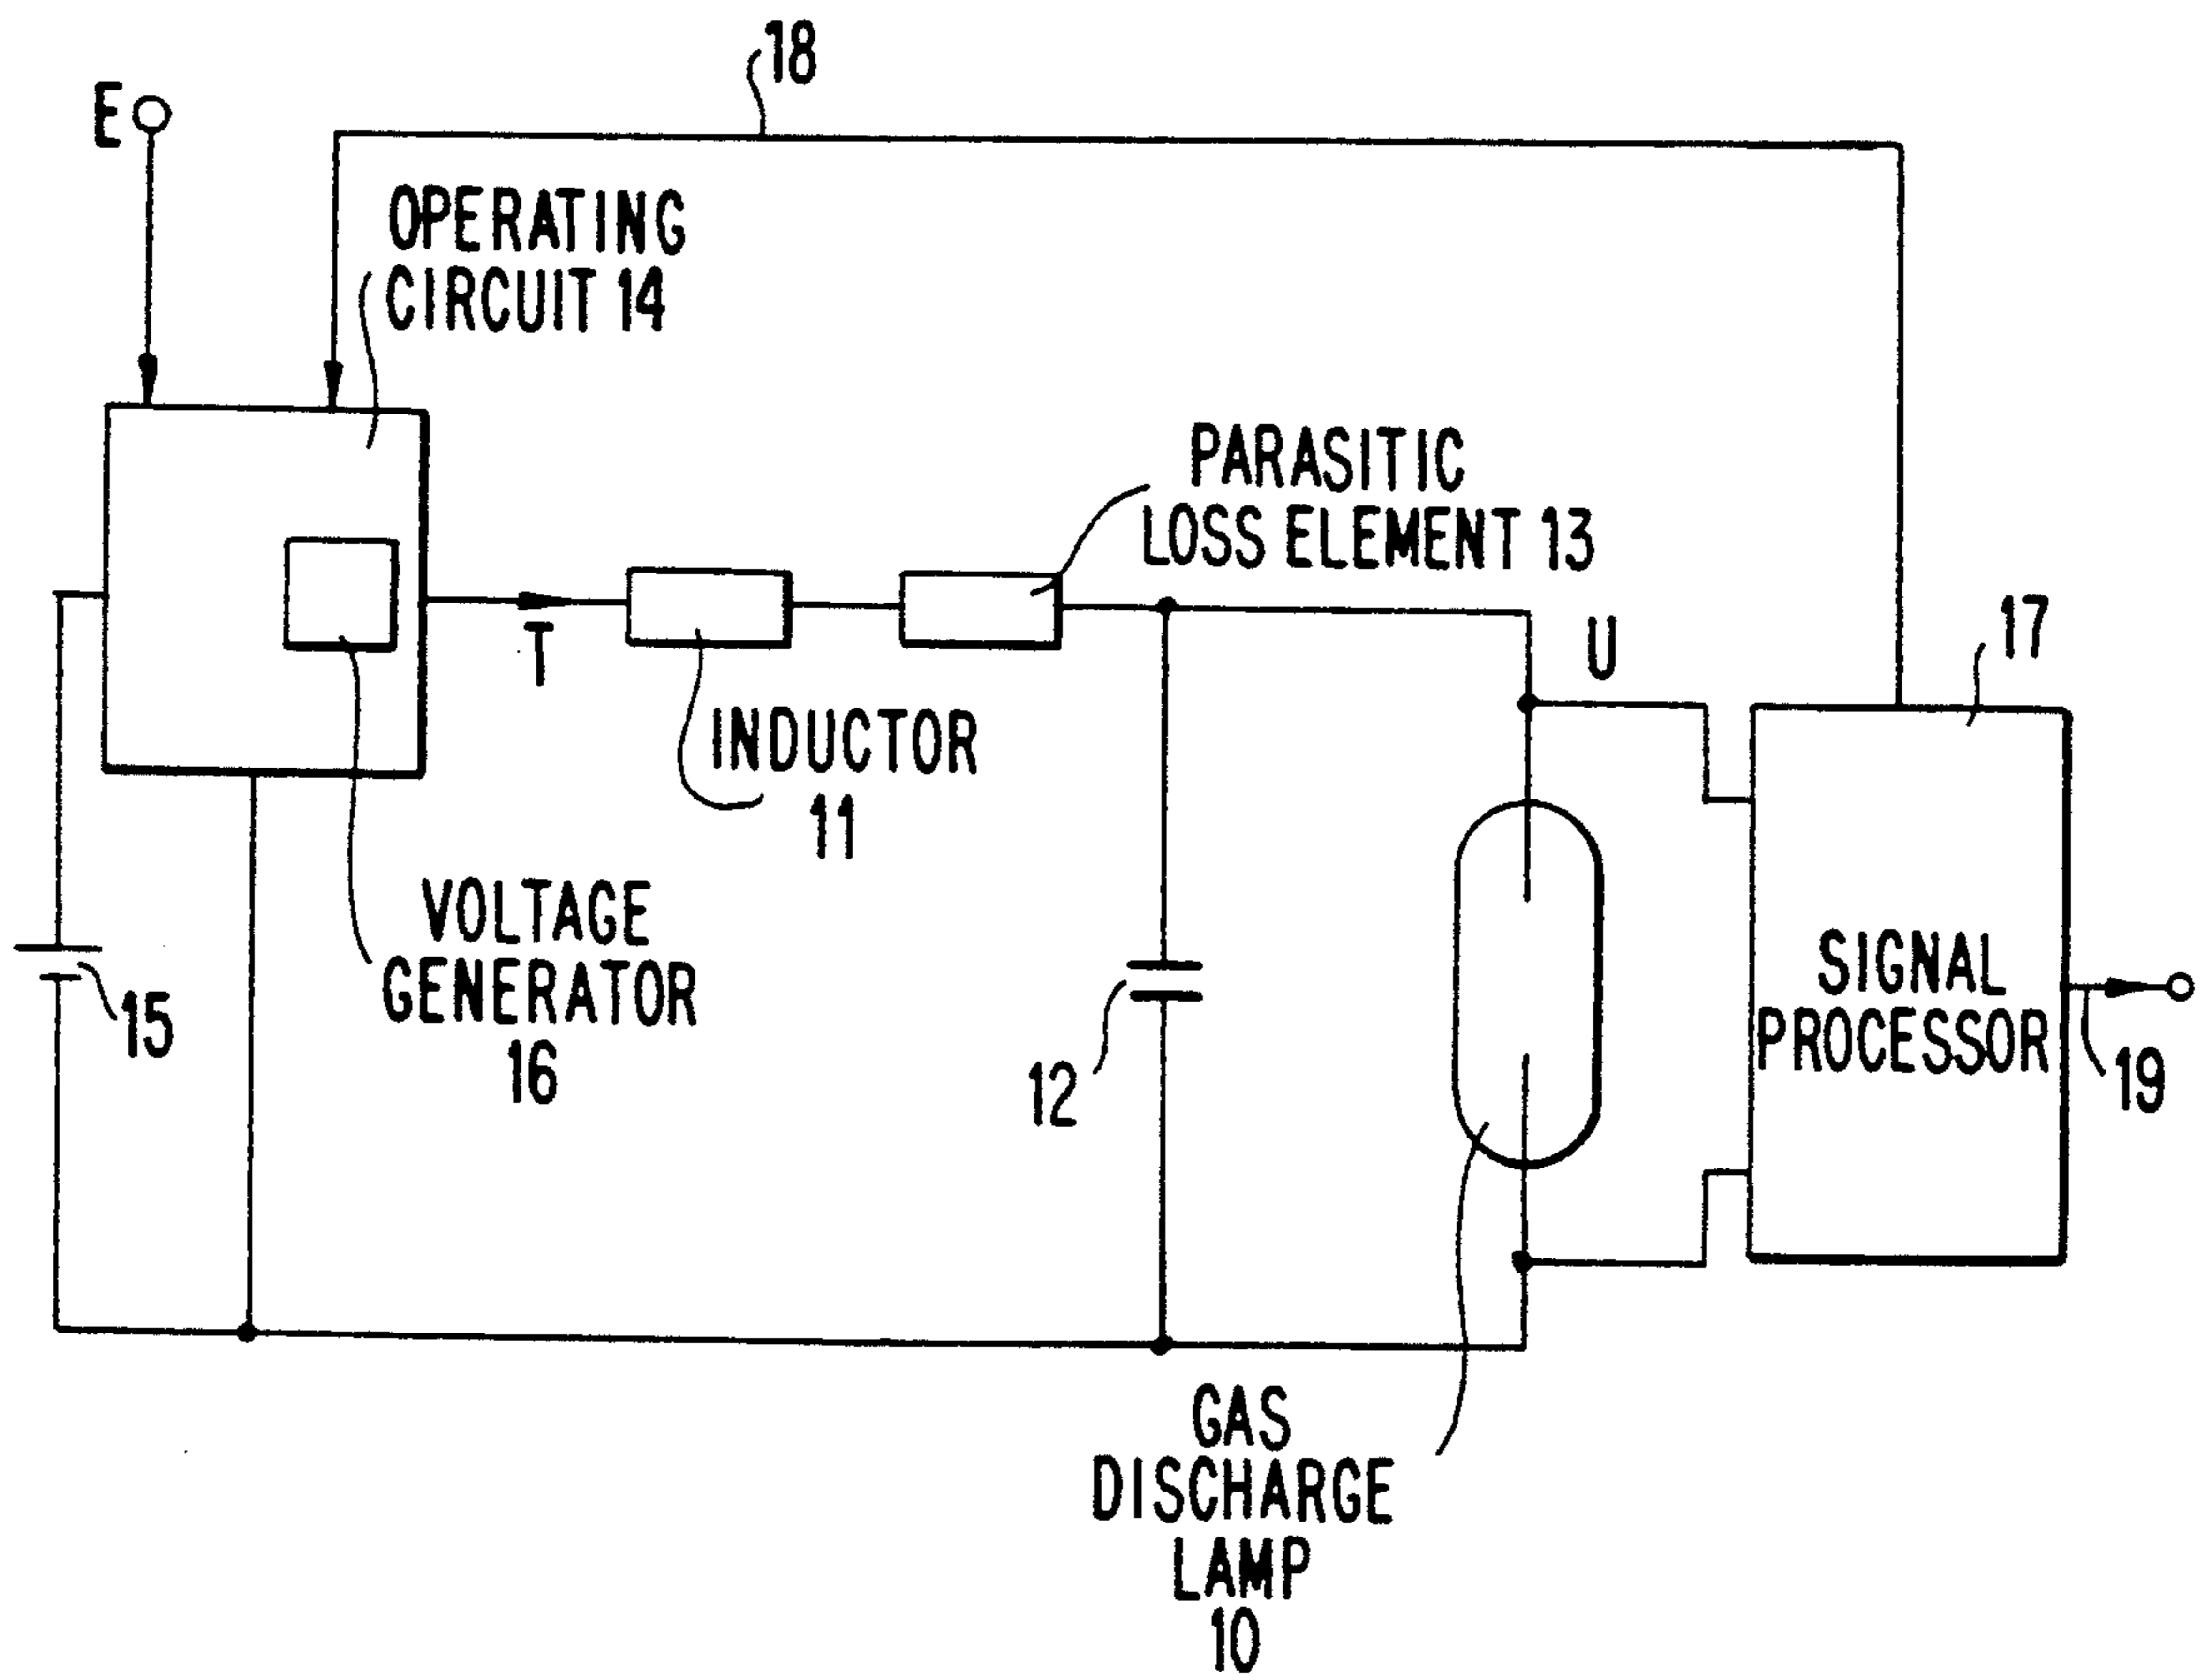 18
E
OPERATING
CIRCUIT 14
PARASITIC
LOSS ELEMENT 13
T
U
17
INDUCTOR
11
VOLTAGE
GENERATOR
16
15
12
SIGNAL
PROCESSOR
19
GAS
DISCHARGE
LAMP
10